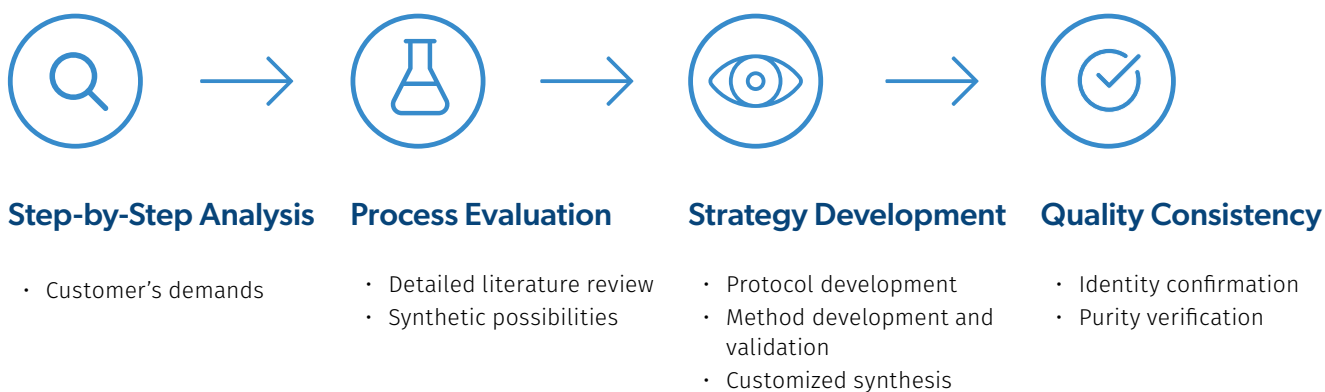 Step-by-Step Analysis
• Customer’s demands
Process Evaluation
• Detailed literature review
• Synthetic possibilities
Strategy Development
• Protocol development
• Method development and
validation
• Customized synthesis
Quality Consistency
• Identity confirmation
• Purity verification